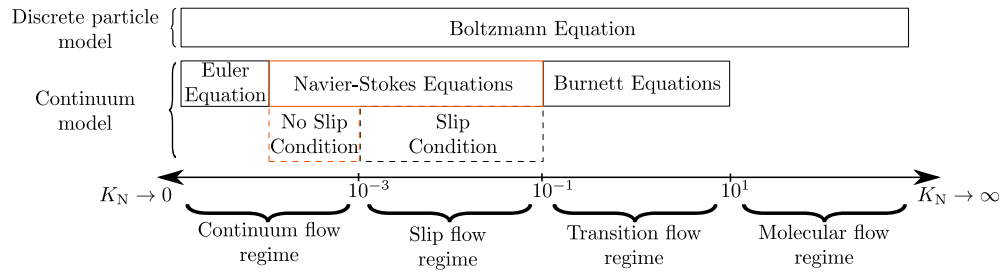 Discrete particle
model
Boltzmann Equation
Continuum
model
Euler
Equation
Navier-Stokes Equations
Burnett Equations
No Slip
Condition
Slip
Condition
K_N → 0
10^{-3}
10^{-1}
10^{1}
K_N → ∞
Continuum flow
regime
Slip flow
regime
Transition flow
regime
Molecular flow
regime